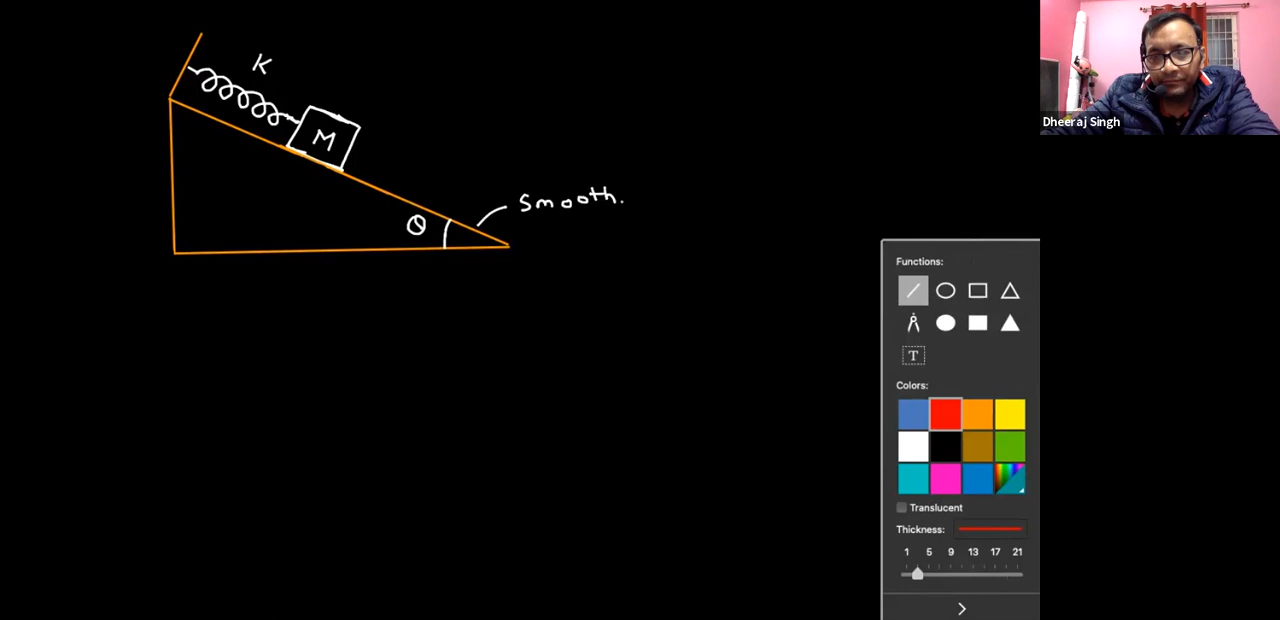 K
M
θ
Smooth.
Dheeraj Singh
Functions:
T
Colors:
Translucent
Thickness:
1 5 9 13 17 21